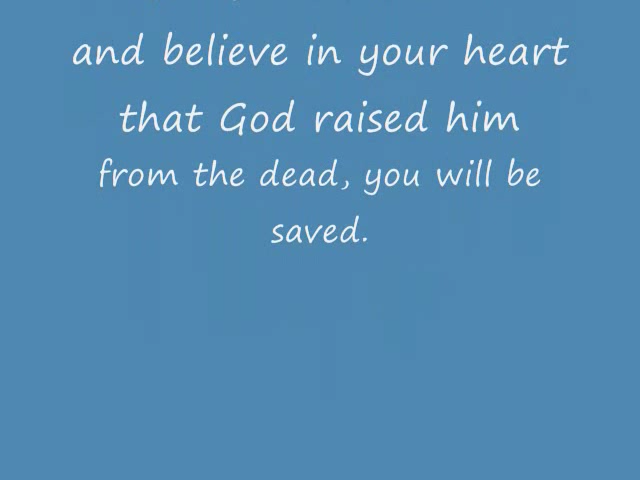 and believe in your heart
that God raised him
from the dead, you will be
saved.